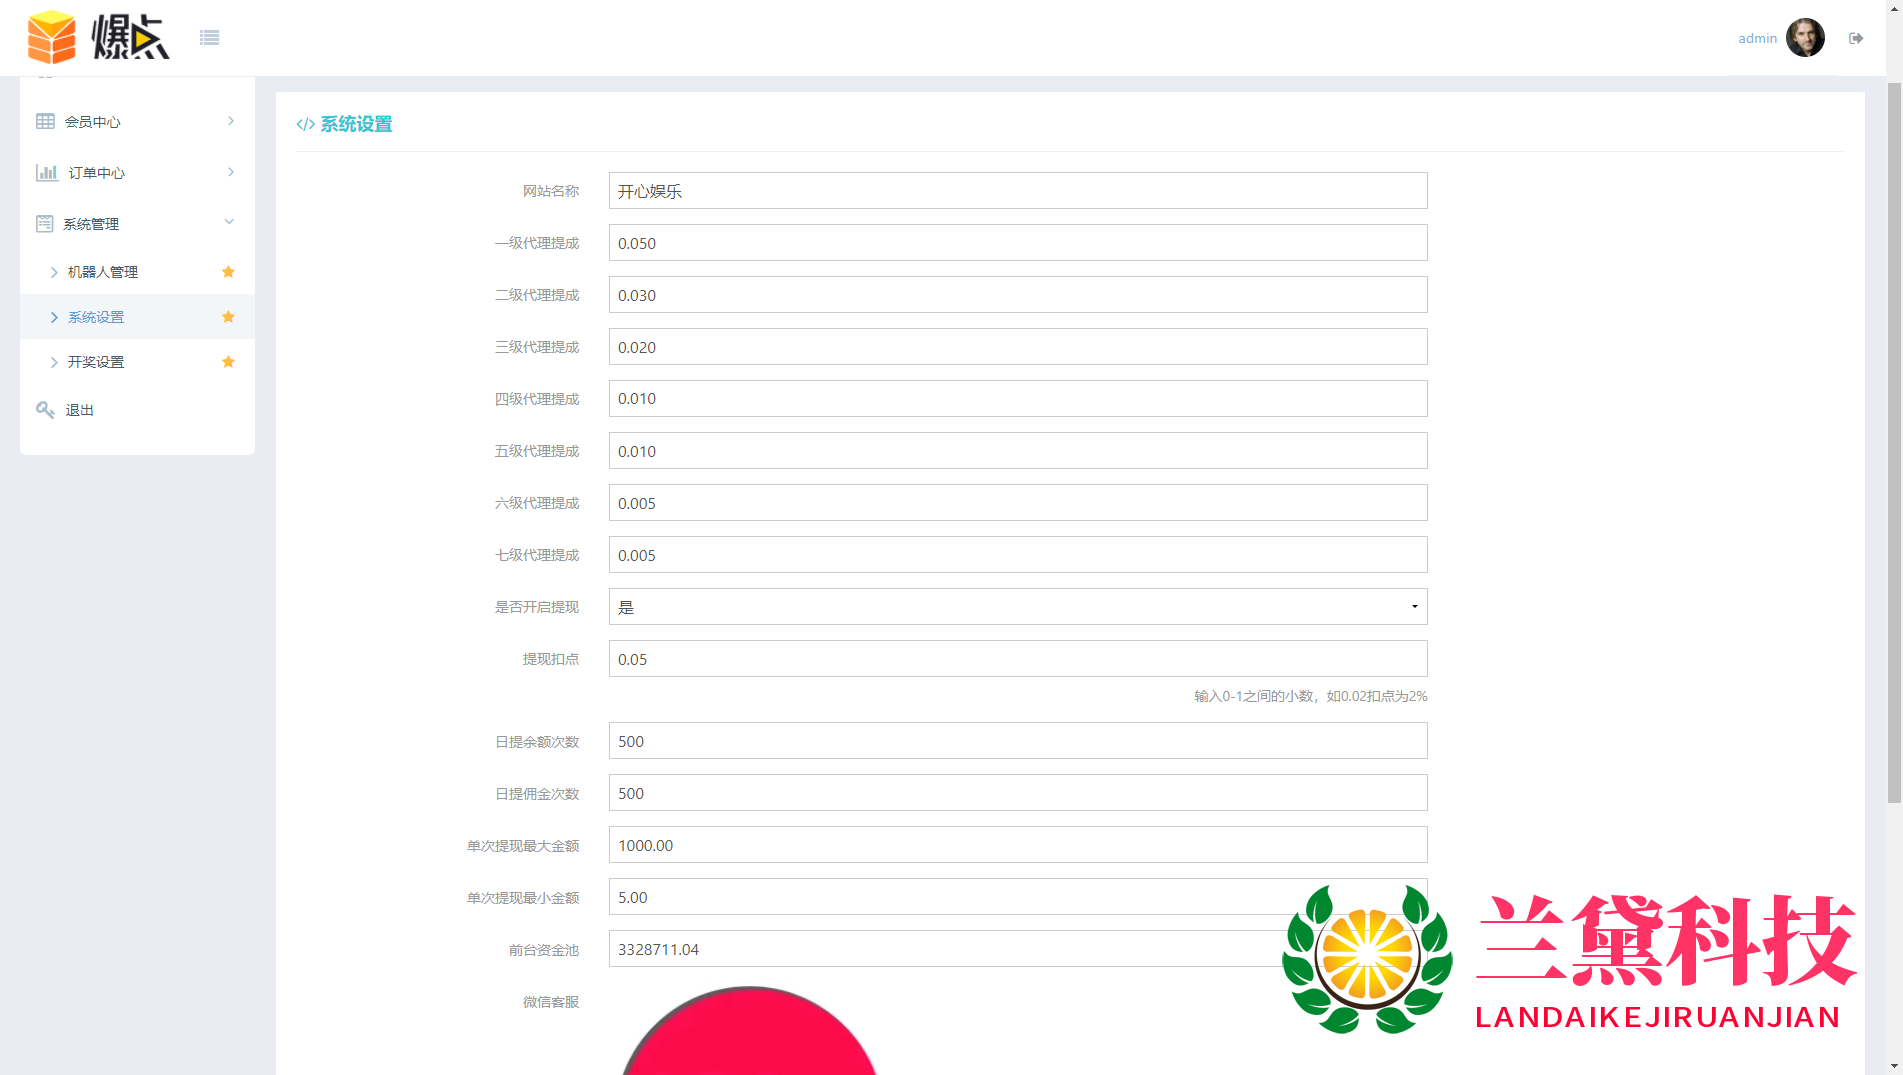 爆点
admin
会员中心
订单中心
系统管理
机器人管理
系统设置
开奖设置
退出
</> 系统设置
网站名称 开心娱乐
一级代理提成 0.050
二级代理提成 0.030
三级代理提成 0.020
四级代理提成 0.010
五级代理提成 0.010
六级代理提成 0.005
七级代理提成 0.005
是否开启提现 是
提现扣点 0.05
输入0-1之间的小数，如0.02扣点为2%
日提余额次数 500
日提佣金次数 500
单次提现最大金额 1000.00
单次提现最小金额 5.00
前台资金池 3328711.04
微信客服
兰黛科技
LANDAIKEJIRUANJIAN